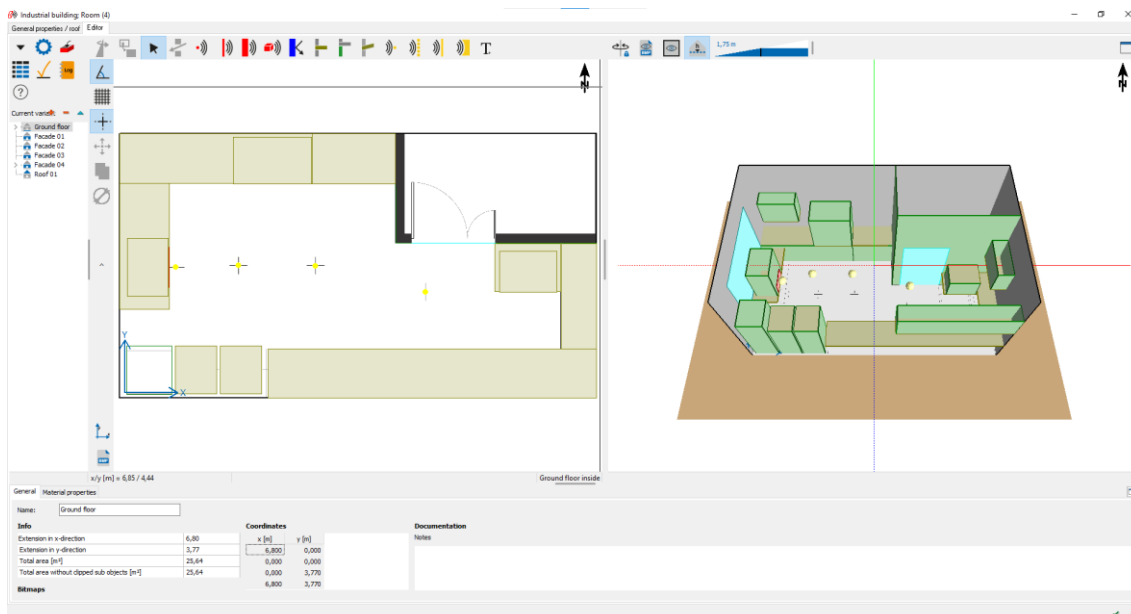 Industrial building; Room (4)
General properties / roof Editor
T 1,75 m
Log
N N
Current variant
Ground floor
Facade 01
Facade 02
Facade 03
Facade 04
Roof 01
Y
X
x/y [m] = 6,85 / 4,44 Ground floor inside
General Material properties
Name: Ground floor
Info Coordinates Documentation
Extension in x-direction 6,80 x [m] y [m] Notes
Extension in y-direction 3,77 6,800 0,000
Total area [m²] 25,64 0,000 0,000
Total area without clipped sub objects [m²] 25,64 0,000 3,770
6,800 3,770
Bitmaps